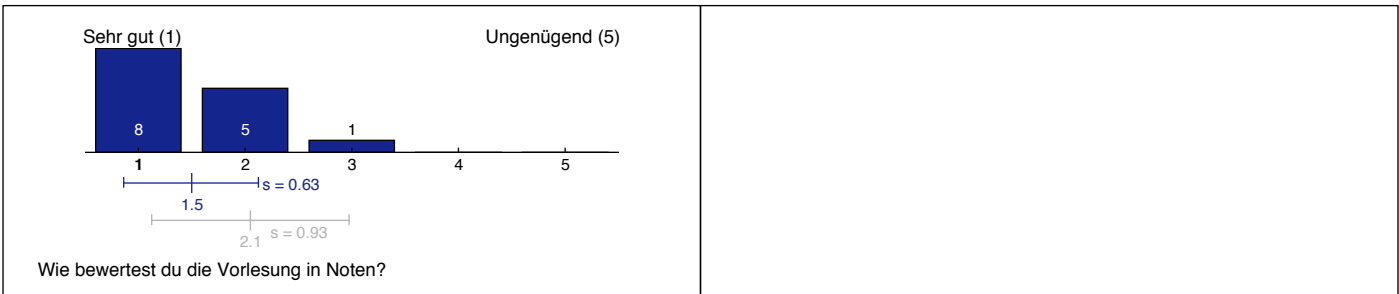 Sehr gut (1) Ungenügend (5)
8 5 1
1 2 3 4 5
s = 0.63
1.5
s = 0.93
2.1
Wie bewertest du die Vorlesung in Noten?